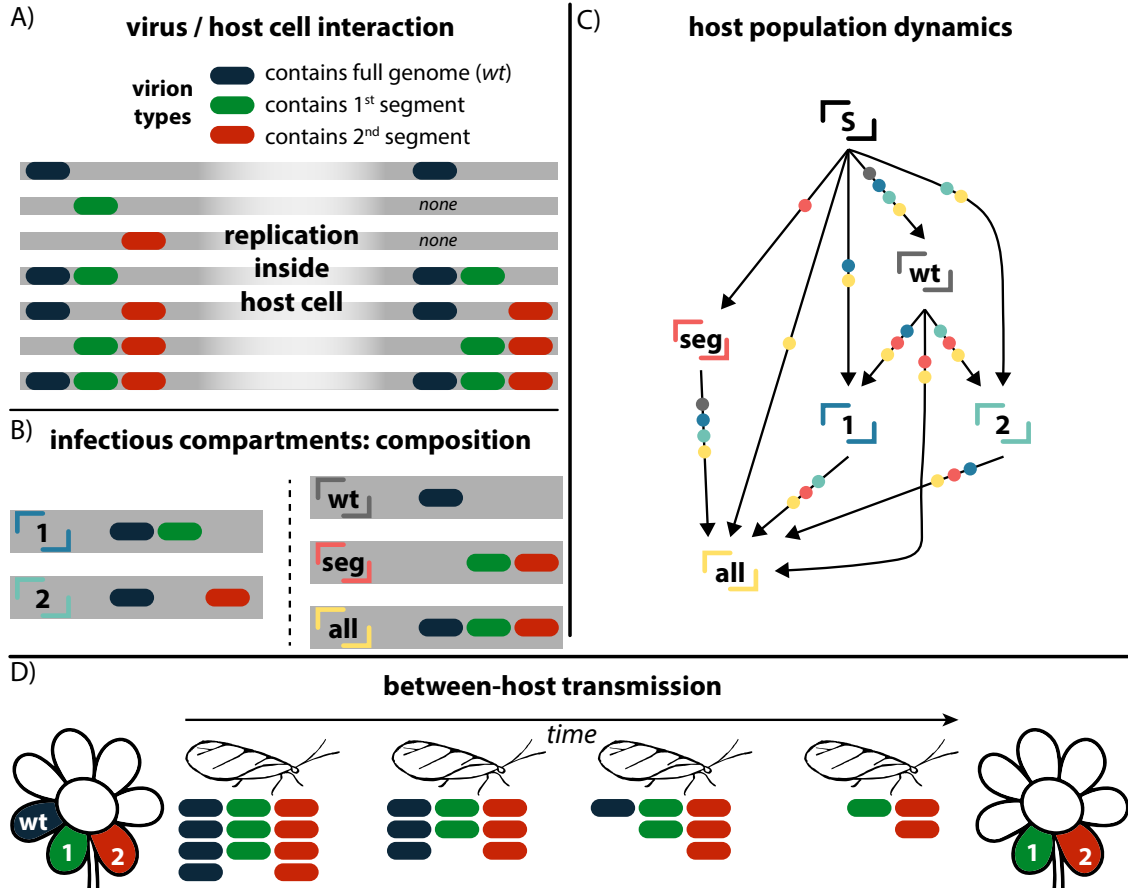 A)
virus / host cell interaction
virion types
contains full genome (wt)
contains 1st segment
contains 2nd segment
none
none
replication
inside
host cell
B)
infectious compartments: composition
1
2
wt
seg
all
C)
host population dynamics
S
wt
seg
1
2
all
D)
between-host transmission
time
wt
1
2
1
2